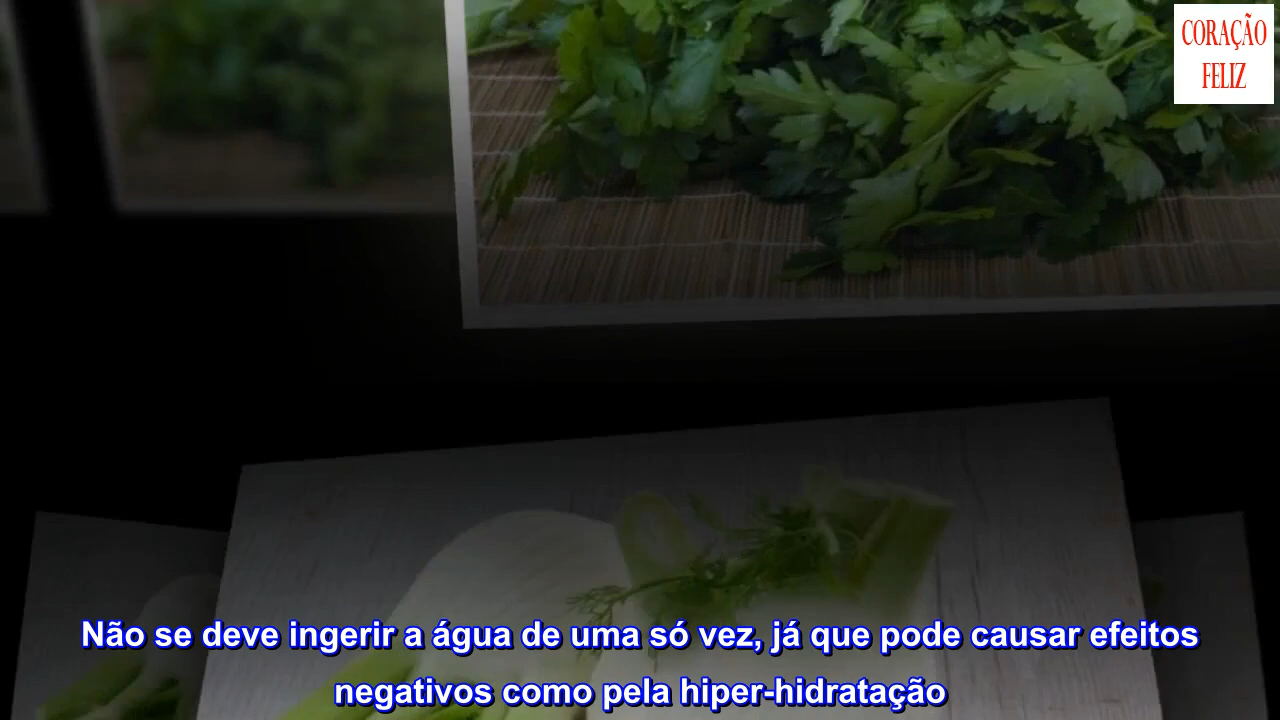 CORAÇÃO
FELIZ
Não se deve ingerir a água de uma só vez, já que pode causar efeitos
negativos como pela hiper-hidratação